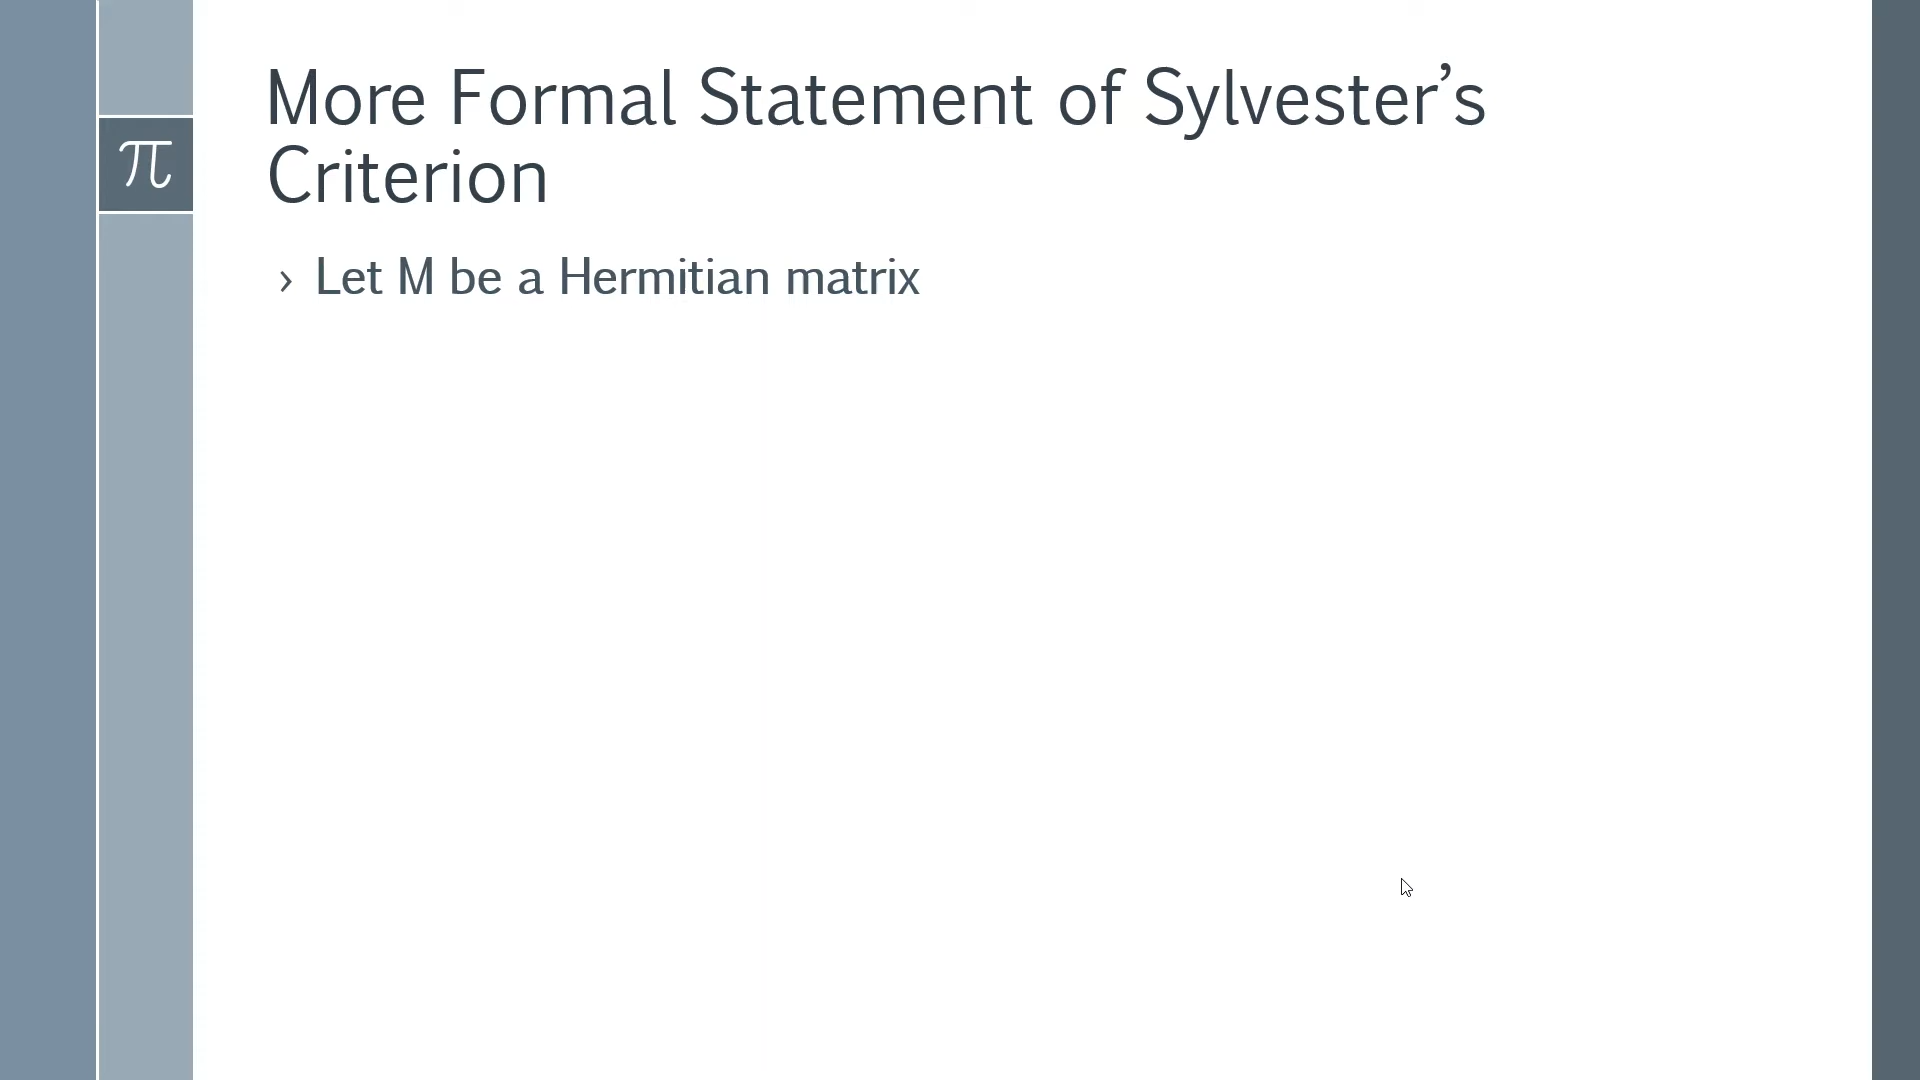 π
More Formal Statement of Sylvester’s
Criterion
› Let M be a Hermitian matrix